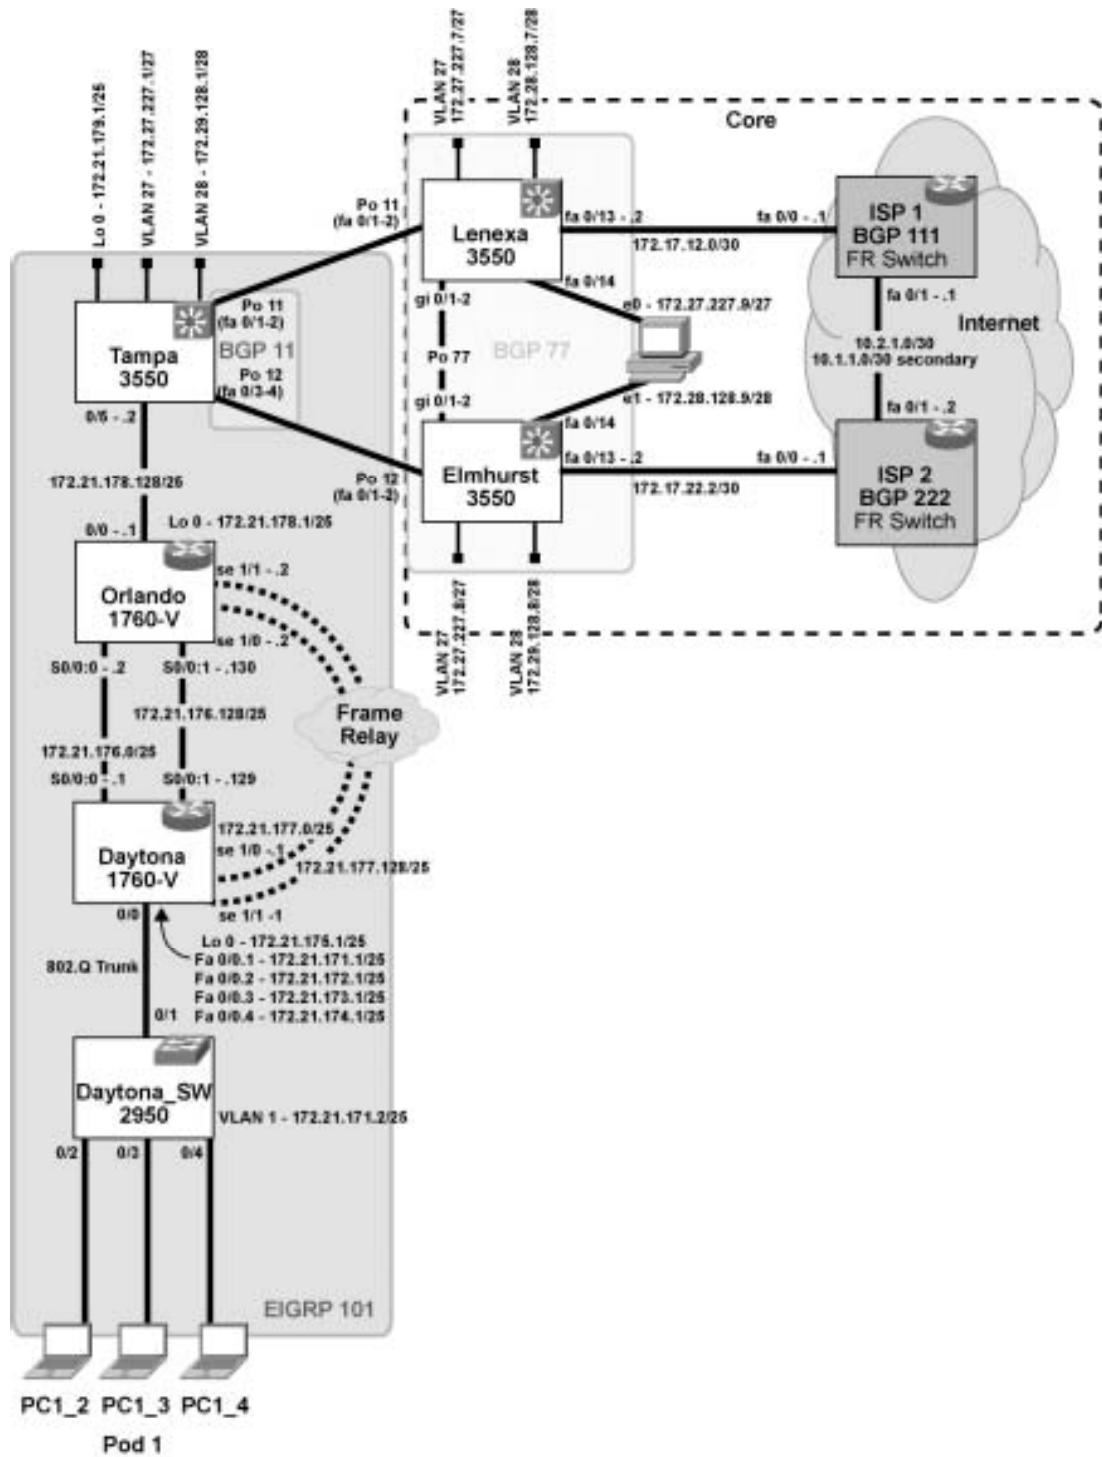 VLAN 27
172.27.227.7/27
VLAN 28
172.28.128.7/28
Lo 0 - 172.21.179.1/25
VLAN 27 - 172.27.227.1/27
VLAN 28 - 172.29.128.1/28
Core
Po 11
(fa 0/1-2)
Lenexa
3550
fa 0/13 - .2
172.17.12.0/30
fa 0/0 - .1
ISP 1
BGP 111
FR Switch
fa 0/14
gi 0/1-2
e0 - 172.27.227.9/27
fa 0/1 - .1
Internet
10.2.1.0/30
10.1.1.0/30 secondary
Po 11
(fa 0/1-2)
BGP 11
Po 12
(fa 0/3-4)
Tampa
3550
Po 77
BGP 77
gi 0/1-2
e1 - 172.28.128.9/28
fa 0/1 - .2
fa 0/14
Elmhurst
3550
fa 0/13 - .2
172.17.22.2/30
fa 0/0 - .1
ISP 2
BGP 222
FR Switch
Po 12
(fa 0/1-2)
0/5 - .2
172.21.178.128/25
0/0 - .1
Lo 0 - 172.21.178.1/25
VLAN 27
172.27.227.8/27
VLAN 28
172.29.128.8/28
Orlando
1760-V
se 1/1 - .2
se 1/0 - .2
S0/0:0 - .2
S0/0:1 - .130
172.21.176.128/25
172.21.176.0/25
S0/0:0 - .1
S0/0:1 - .129
Frame
Relay
Daytona
1760-V
172.21.177.0/25
se 1/0 - .1
172.21.177.128/25
se 1/1 -1
0/0
Lo 0 - 172.21.175.1/25
Fa 0/0.1 - 172.21.171.1/25
Fa 0/0.2 - 172.21.172.1/25
Fa 0/0.3 - 172.21.173.1/25
Fa 0/0.4 - 172.21.174.1/25
802.Q Trunk
0/1
Daytona_SW
2950
VLAN 1 - 172.21.171.2/25
0/2
0/3
0/4
EIGRP 101
PC1_2
PC1_3
PC1_4
Pod 1